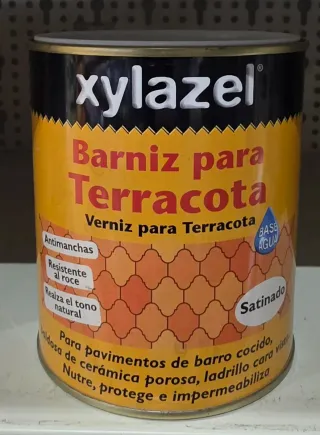 xylazel®
Barniz para
Terracota
Verniz para Terracota
BASE
AGUA
Antimanchas
Resistente
al roce
Realza el tono
natural
Satinado
Para pavimentos de barro cocido,
baldosa de cerámica porosa, ladrillo cara vista
Nutre, protege e impermeabiliza